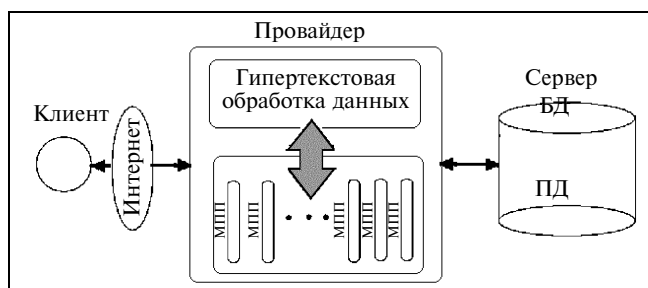 Провайдер
Гипертекстовая
обработка данных
Сервер
БД
Клиент
Интернет
ПД
МПП
МПП
. . .
МПП
МПП
МПП